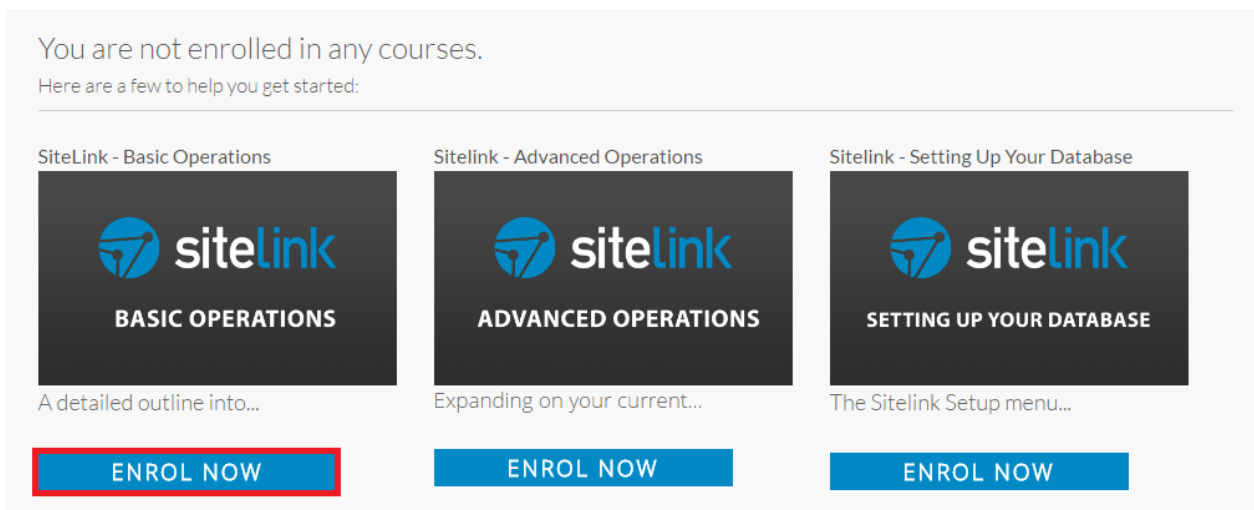 You are not enrolled in any courses.
Here are a few to help you get started:
SiteLink - Basic Operations
sitelink
BASIC OPERATIONS
A detailed outline into...
ENROL NOW
Sitelink - Advanced Operations
sitelink
ADVANCED OPERATIONS
Expanding on your current...
ENROL NOW
Sitelink - Setting Up Your Database
sitelink
SETTING UP YOUR DATABASE
The Sitelink Setup menu...
ENROL NOW